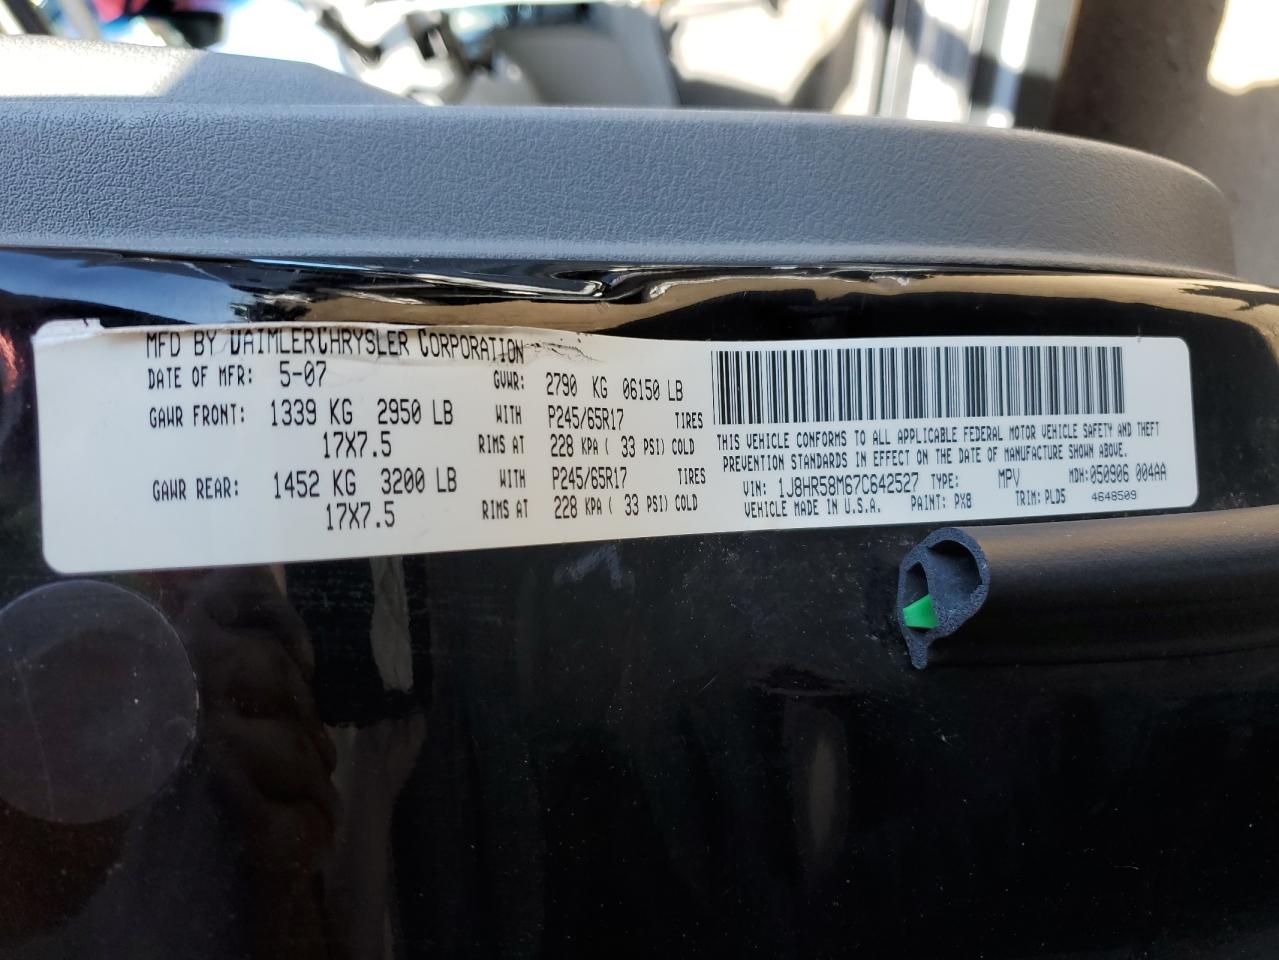 MFD BY DAIMLERCHRYSLER CORPORATION
DATE OF MFR: 5-07 GVWR: 2790 KG 06150 LB
GAWR FRONT: 1339 KG 2950 LB WITH P245/65R17 TIRES
17X7.5 RIMS AT 228 KPA ( 33 PSI) COLD
GAWR REAR: 1452 KG 3200 LB WITH P245/65R17 TIRES
17X7.5 RIMS AT 228 KPA ( 33 PSI) COLD
THIS VEHICLE CONFORMS TO ALL APPLICABLE FEDERAL MOTOR VEHICLE SAFETY AND THEFT
PREVENTION STANDARDS IN EFFECT ON THE DATE OF MANUFACTURE SHOWN ABOVE.
VIN: 1J8HR58M67C642527 TYPE: MPV MDH:050906 004AA
VEHICLE MADE IN U.S.A. PAINT: PX8 TRIM: PLD5 4648509